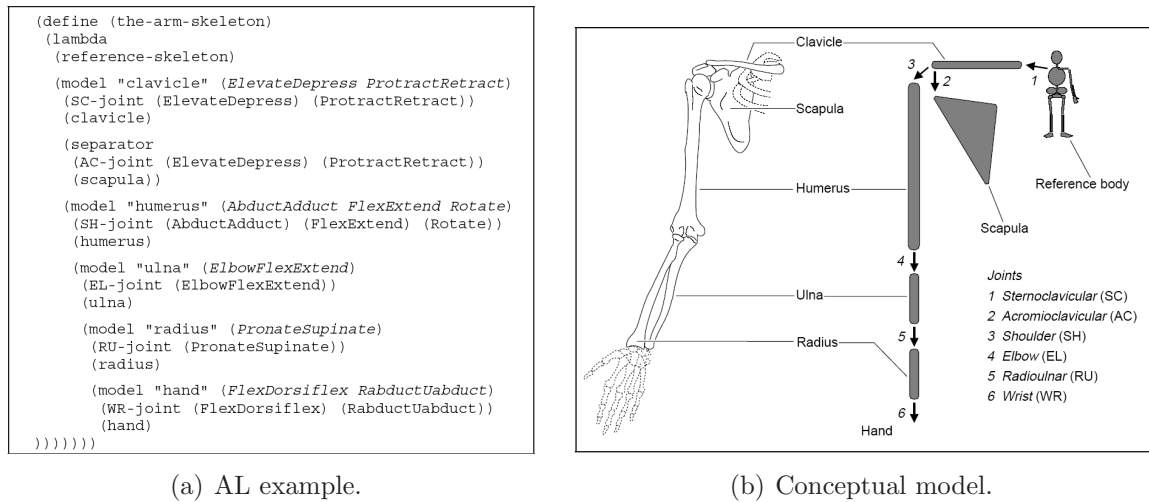 (define (the-arm-skeleton)
(lambda
(reference-skeleton)
(model "clavicle" (ElevateDepress ProtractRetract)
(SC-joint (ElevateDepress) (ProtractRetract))
(clavicle)
(separator
(AC-joint (ElevateDepress) (ProtractRetract))
(scapula))
(model "humerus" (AbductAdduct FlexExtend Rotate)
(SH-joint (AbductAdduct) (FlexExtend) (Rotate))
(humerus)
(model "ulna" (ElbowFlexExtend)
(EL-joint (ElbowFlexExtend))
(ulna)
(model "radius" (PronateSupinate)
(RU-joint (PronateSupinate))
(radius)
(model "hand" (FlexDorsiflex RabductUabduct)
(WR-joint (FlexDorsiflex) (RabductUabduct))
(hand)
)))))))
(a) AL example.
Clavicle
3
2
1
Scapula
Reference body
Humerus
Scapula
4
Ulna
5
Radius
6
Hand
Joints
1 Sternoclavicular (SC)
2 Acromioclavicular (AC)
3 Shoulder (SH)
4 Elbow (EL)
5 Radioulnar (RU)
6 Wrist (WR)
(b) Conceptual model.